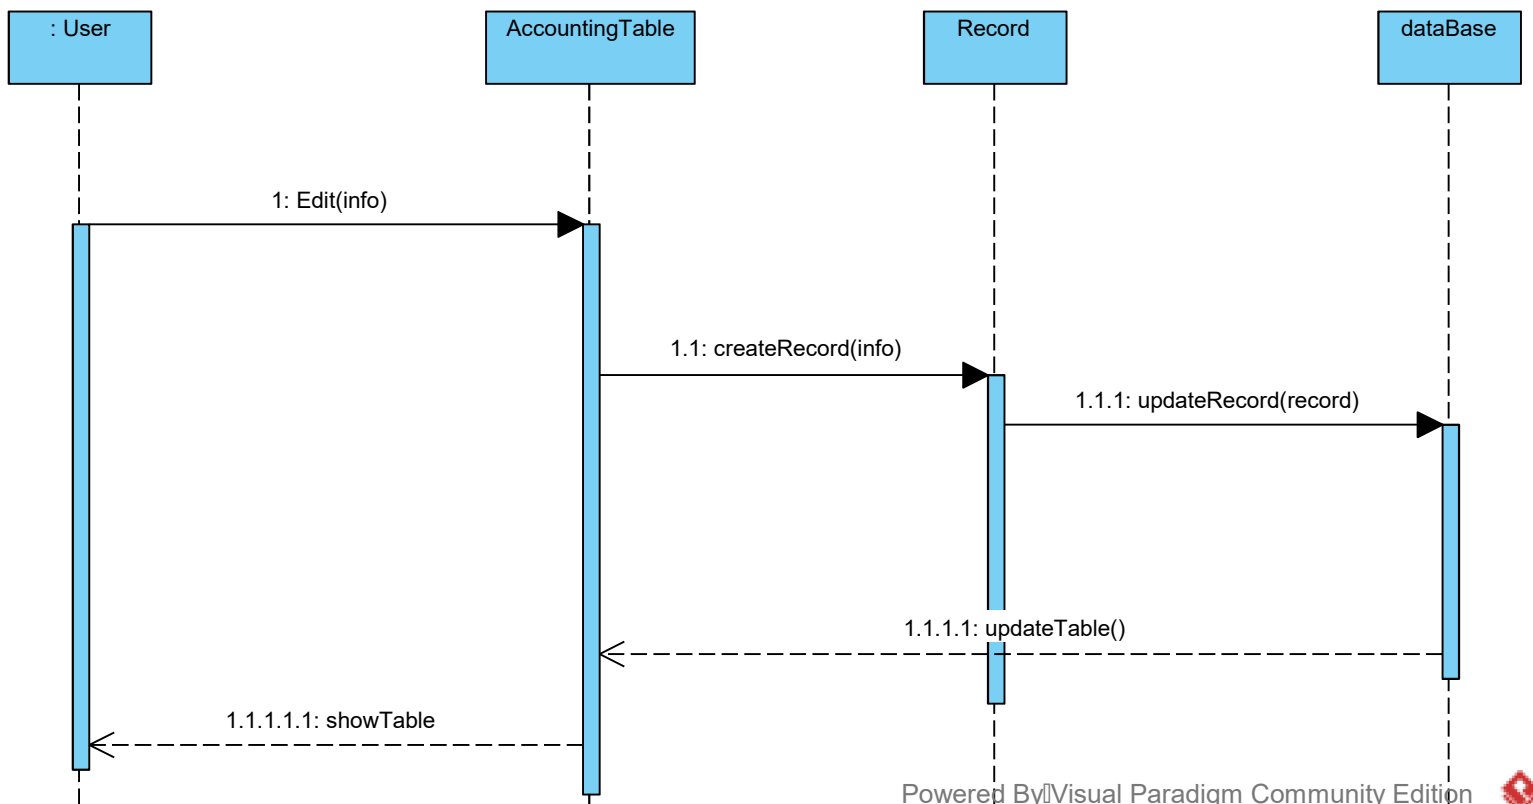 : User
AccountingTable
Record
dataBase
1: Edit(info)
1.1: createRecord(info)
1.1.1: updateRecord(record)
1.1.1.1: updateTable()
1.1.1.1.1: showTable
Powered By Visual Paradigm Community Edition